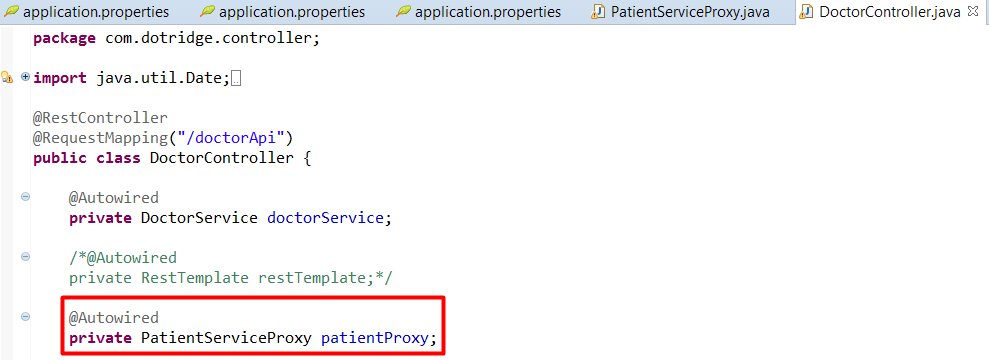 application.properties application.properties application.properties PatientServiceProxy.java DoctorController.java
package com.dotridge.controller;
import java.util.Date;
@RestController
@RequestMapping("/doctorApi")
public class DoctorController {
@Autowired
private DoctorService doctorService;
/*@Autowired
private RestTemplate restTemplate;*/
@Autowired
private PatientServiceProxy patientProxy;